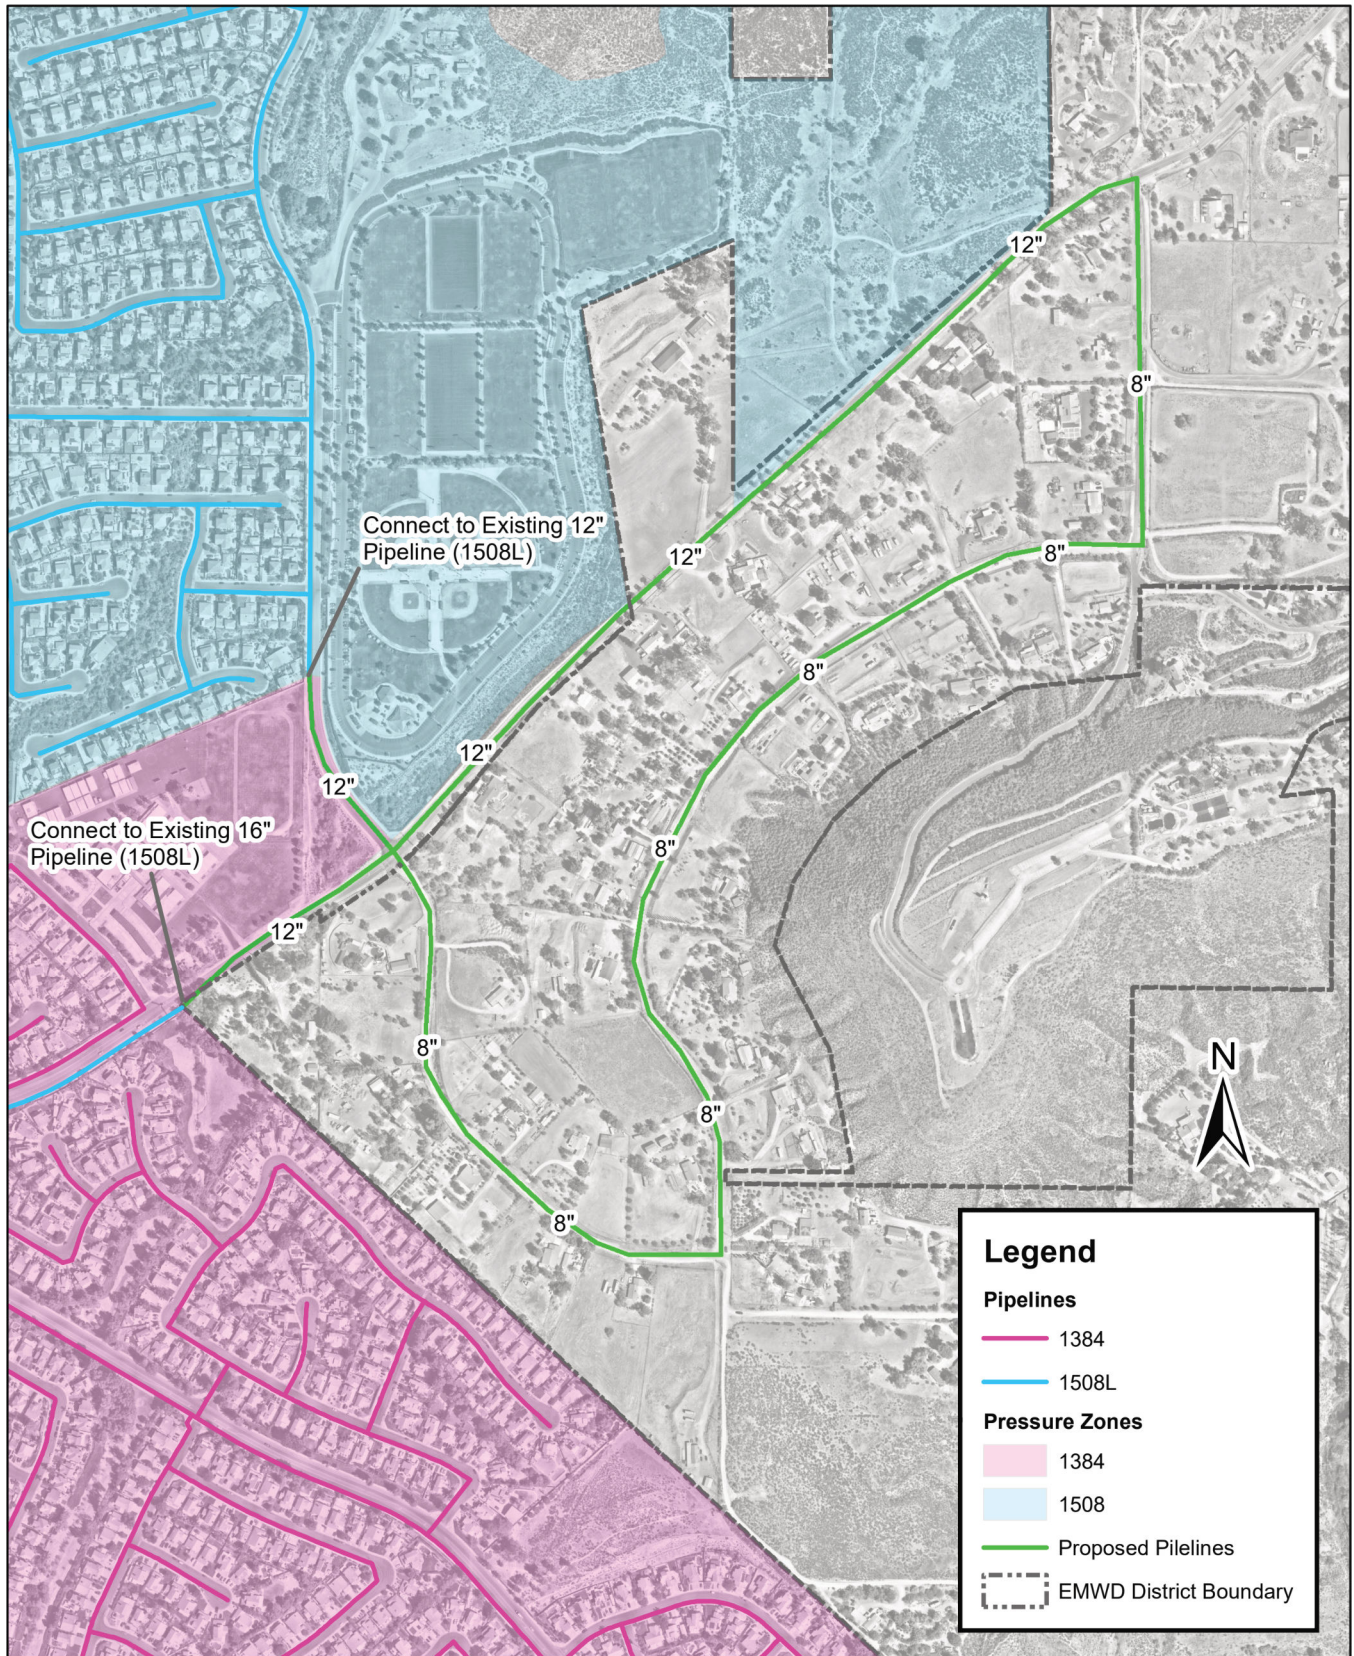 12"
8"
Connect to Existing 12"
Pipeline (1508L)
12"
8"
8"
12"
12"
Connect to Existing 16"
Pipeline (1508L)
8"
12"
8"
N
8"
8"
Legend
Pipelines
1384
1508L
Pressure Zones
1384
1508
Proposed Pilelines
EMWD District Boundary